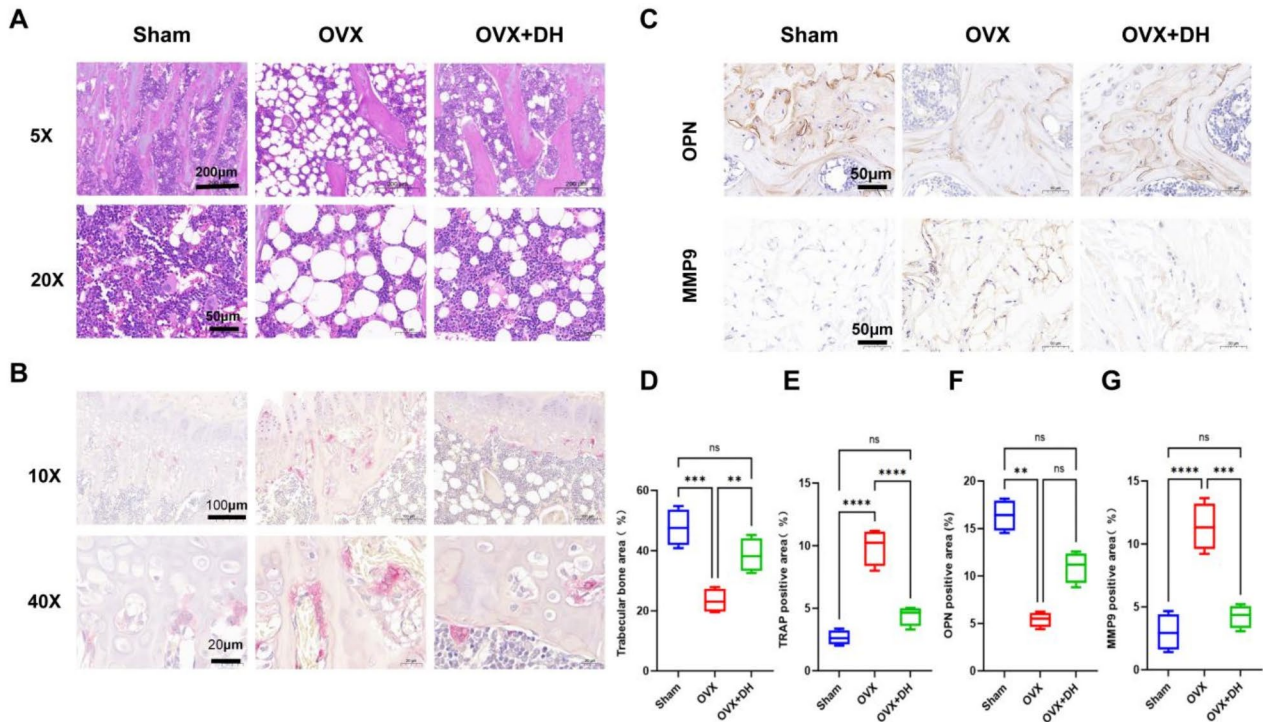 A
Sham OVX OVX+DH
5X
200μm
20X
50μm
B
10X
100μm
40X
20μm
C
Sham OVX OVX+DH
OPN
50μm
MMP9
50μm
D
ns
*** **
Trabecular bone area (%)
60
40
20
0
Sham OVX OVX+DH
E
ns
****
****
TRAP positive area(%)
15
10
5
0
Sham OVX OVX+DH
F
ns
** ns
OPN positive area(%)
20
15
10
5
0
Sham OVX OVX+DH
G
ns
**** ***
MMP9 positive area(%)
15
10
5
0
Sham OVX OVX+DH